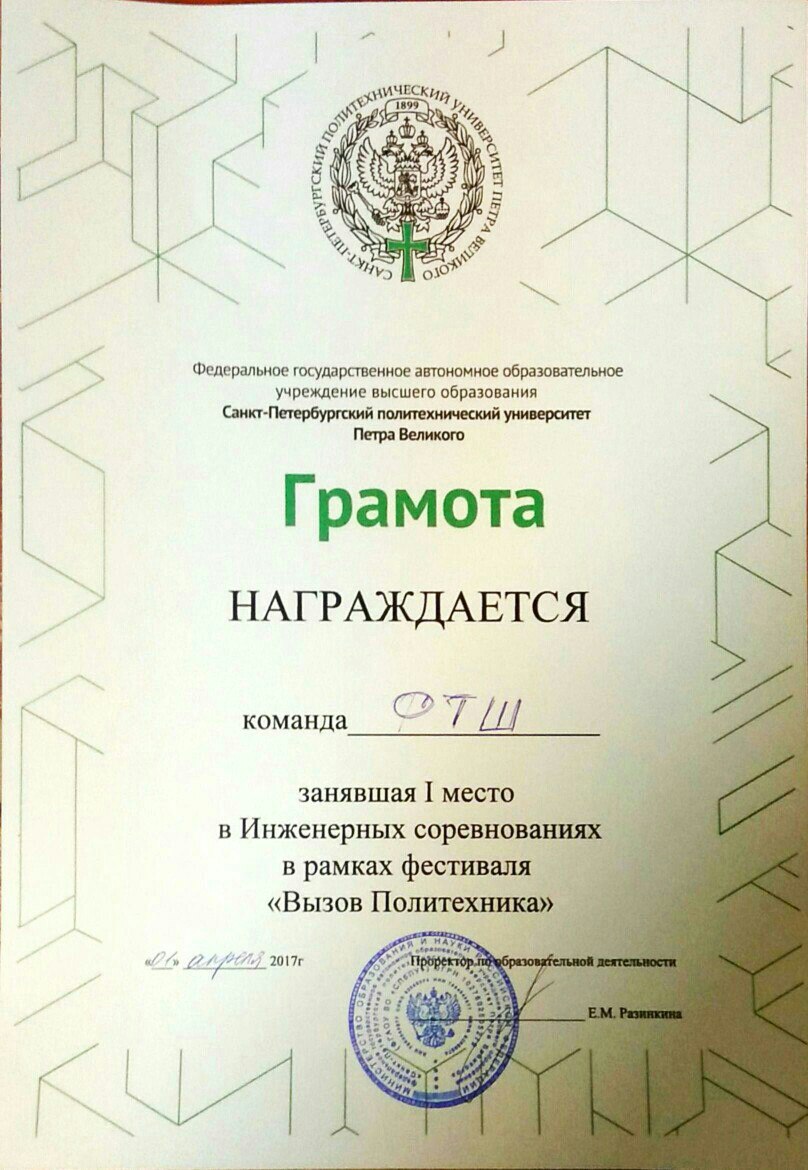 САНКТ-ПЕТЕРБУРГСКИЙ ПОЛИТЕХНИЧЕСКИЙ УНИВЕРСИТЕТ ПЕТРА ВЕЛИКОГО
1899
Федеральное государственное автономное образовательное
учреждение высшего образования
Санкт-Петербургский политехнический университет
Петра Великого
Грамота
НАГРАЖДАЕТСЯ
команда ФТШ
занявшая I место
в Инженерных соревнованиях
в рамках фестиваля
«Вызов Политехника»
«01» апреля 2017г
Проректор по образовательной деятельности
Е.М. Разинкина
МИНИСТЕРСТВО ОБРАЗОВАНИЯ И НАУКИ РОССИЙСКОЙ ФЕДЕРАЦИИ